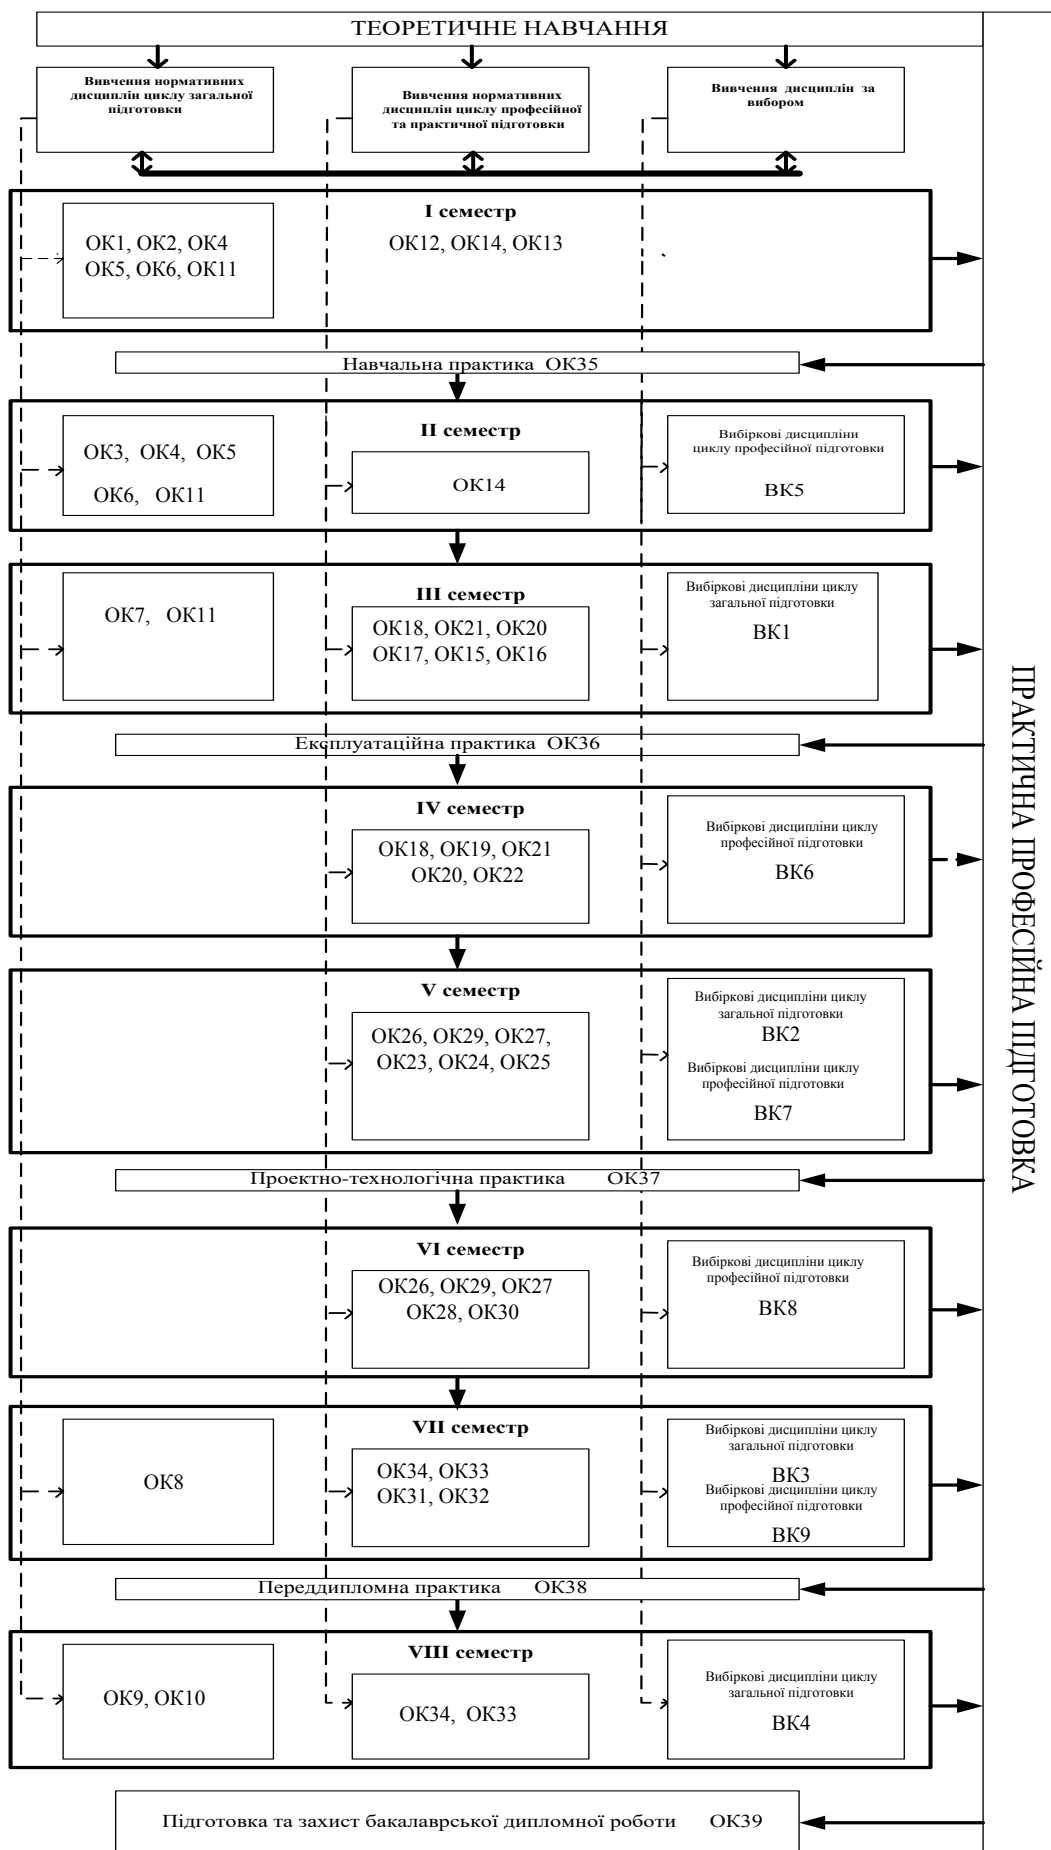 ТЕОРЕТИЧНЕ НАВЧАННЯ
Вивчення нормативних
дисциплін циклу загальної
підготовки
Вивчення нормативних
дисциплін циклу професійної
та практичної підготовки
Вивчення дисциплін за
вибором
I семестр
ОК1, ОК2, ОК4
ОК5, ОК6, ОК11
ОК12, ОК14, ОК13
Навчальна практика ОК35
II семестр
ОК3, ОК4, ОК5
ОК6, ОК11
ОК14
Вибіркові дисципліни
циклу професійної підготовки
ВК5
III семестр
ОК7, ОК11
ОК18, ОК21, ОК20
ОК17, ОК15, ОК16
Вибіркові дисципліни циклу
загальної підготовки
ВК1
Експлуатаційна практика ОК36
IV семестр
ОК18, ОК19, ОК21
ОК20, ОК22
Вибіркові дисципліни циклу
професійної підготовки
ВК6
V семестр
ОК26, ОК29, ОК27,
ОК23, ОК24, ОК25
Вибіркові дисципліни циклу
загальної підготовки
ВК2
Вибіркові дисципліни циклу
професійної підготовки
ВК7
Проектно-технологічна практика ОК37
VI семестр
ОК26, ОК29, ОК27
ОК28, ОК30
Вибіркові дисципліни циклу
професійної підготовки
ВК8
VII семестр
ОК8
ОК34, ОК33
ОК31, ОК32
Вибіркові дисципліни циклу
загальної підготовки
ВК3
Вибіркові дисципліни циклу
професійної підготовки
ВК9
Переддипломна практика ОК38
VIII семестр
ОК9, ОК10
ОК34, ОК33
Вибіркові дисципліни циклу
загальної підготовки
ВК4
Підготовка та захист бакалаврської дипломної роботи ОК39
ПРАКТИЧНА ПРОФЕСІЙНА ПІДГОТОВКА